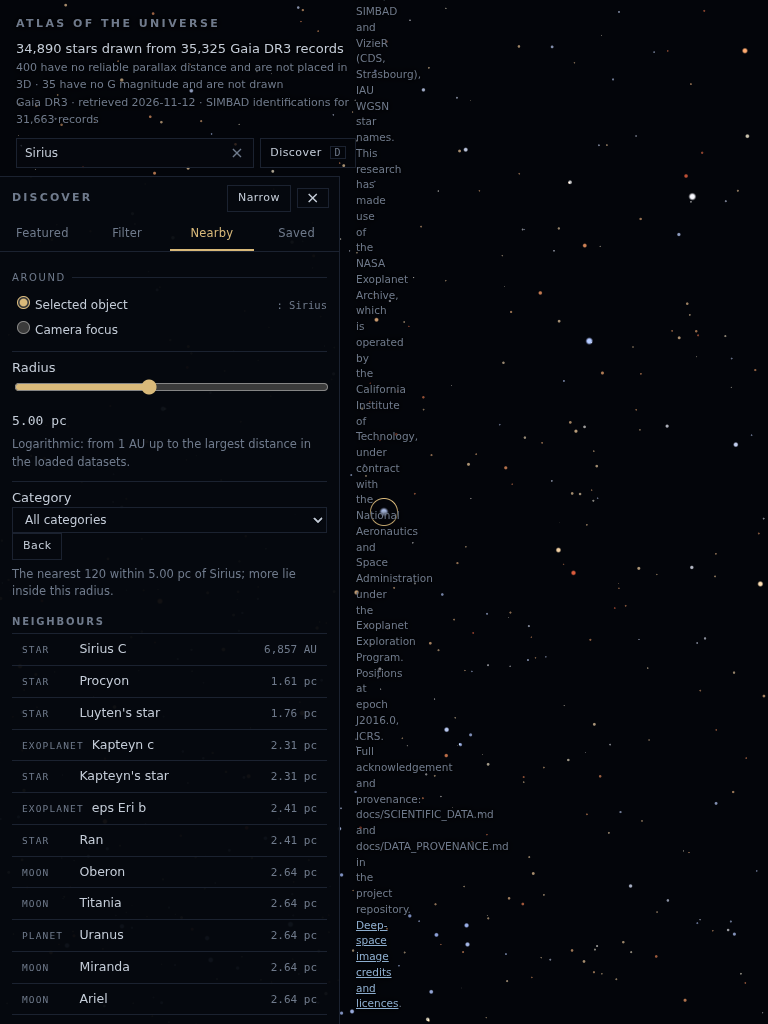 ATLAS OF THE UNIVERSE
34,890 stars drawn from 35,325 Gaia DR3 records
400 have no reliable parallax distance and are not placed in
3D · 35 have no G magnitude and are not drawn
Gaia DR3 · retrieved 2026-11-12 · SIMBAD identifications for
31,663 records
Sirius ✕
Discover D
DISCOVER
Narrow
✕
Featured
Filter
Nearby
Saved
AROUND
Selected object : Sirius
Camera focus
Radius
5.00 pc
Logarithmic: from 1 AU up to the largest distance in
the loaded datasets.
Category
All categories
Back
The nearest 120 within 5.00 pc of Sirius; more lie
inside this radius.
NEIGHBOURS
STAR Sirius C 6,857 AU
STAR Procyon 1.61 pc
STAR Luyten's star 1.76 pc
EXOPLANET Kapteyn c 2.31 pc
STAR Kapteyn's star 2.31 pc
EXOPLANET eps Eri b 2.41 pc
STAR Ran 2.41 pc
MOON Oberon 2.64 pc
MOON Titania 2.64 pc
PLANET Uranus 2.64 pc
MOON Miranda 2.64 pc
MOON Ariel 2.64 pc
SIMBAD
and
VizieR
(CDS,
Strasbourg),
IAU
WGSN
star
names.
This
research
has
made
use
of
the
NASA
Exoplanet
Archive,
which
is
operated
by
the
California
Institute
of
Technology,
under
contract
with
the
National
Aeronautics
and
Space
Administration
under
the
Exoplanet
Exploration
Program.
Positions
at
epoch
J2016.0,
ICRS.
Full
acknowledgement
and
provenance:
docs/SCIENTIFIC_DATA.md
and
docs/DATA_PROVENANCE.md
in
the
project
repository.
Deep-
space
image
credits
and
licences.